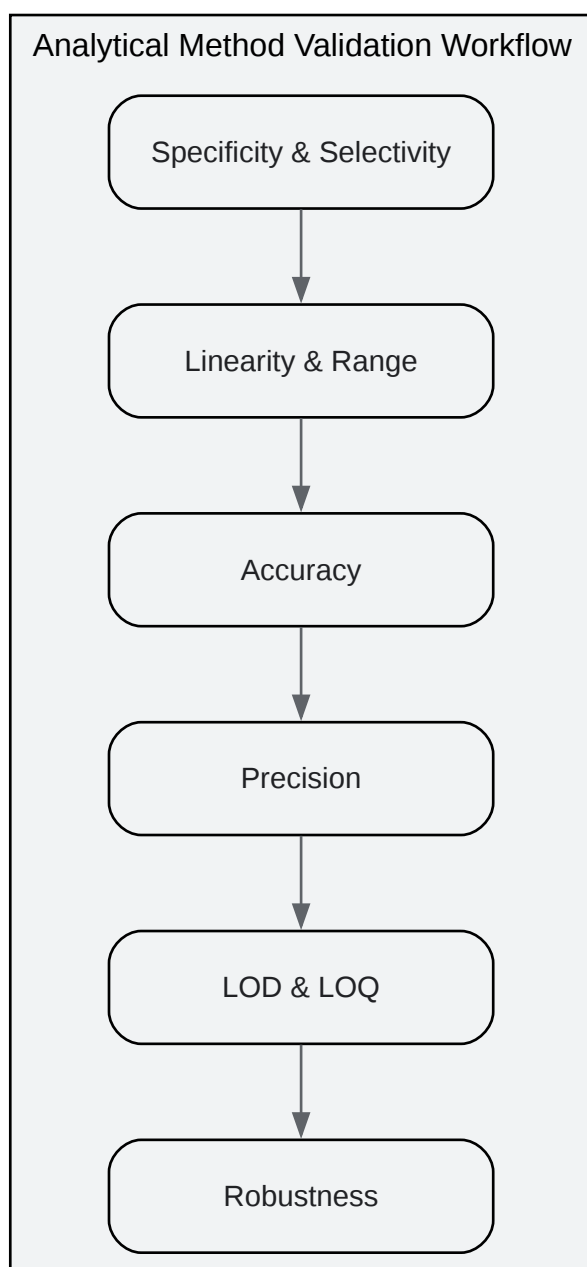 Analytical Method Validation Workflow
Specificity & Selectivity
Linearity & Range
Accuracy
Precision
LOD & LOQ
Robustness